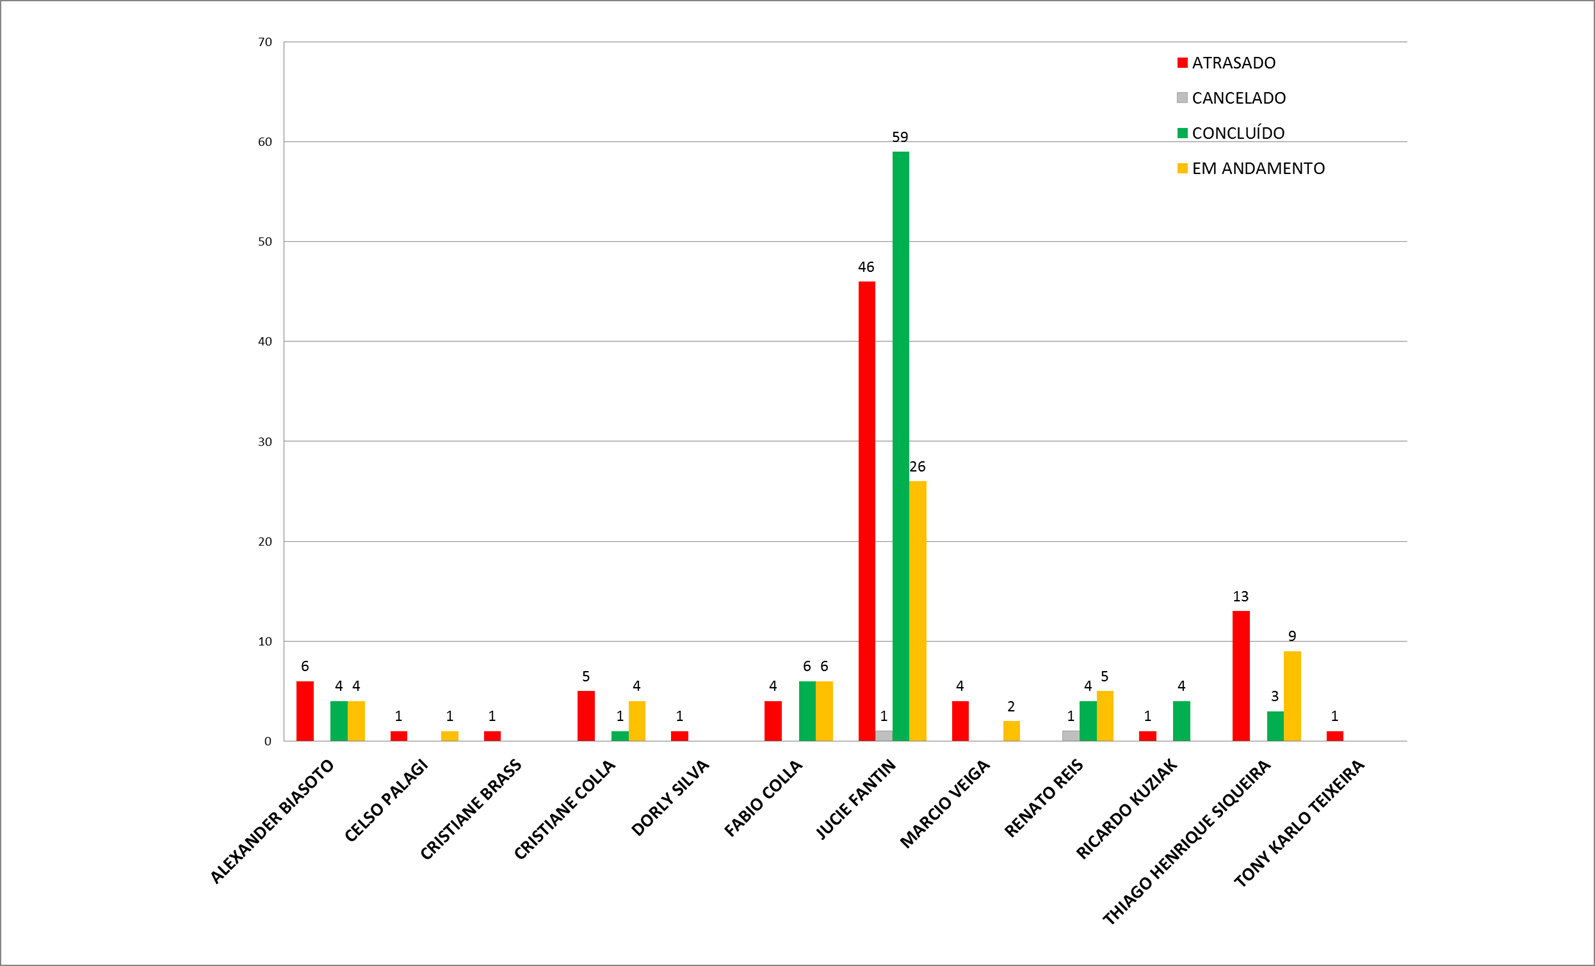 70
60
50
40
30
20
10
0
ATRASADO
CANCELADO
CONCLUÍDO
EM ANDAMENTO
6 4 4
1 1
1
5 1 4
1
4 6 6
46 1 59 26
4 2
1 4 5
1 4
13 3 9
1
ALEXANDER BIASOTO
CELSO PALAGI
CRISTIANE BRASS
CRISTIANE COLLA
DORLY SILVA
FABIO COLLA
JUCIE FANTIN
MARCIO VEIGA
RENATO REIS
RICARDO KUZIAK
THIAGO HENRIQUE SIQUEIRA
TONY KARLO TEIXEIRA